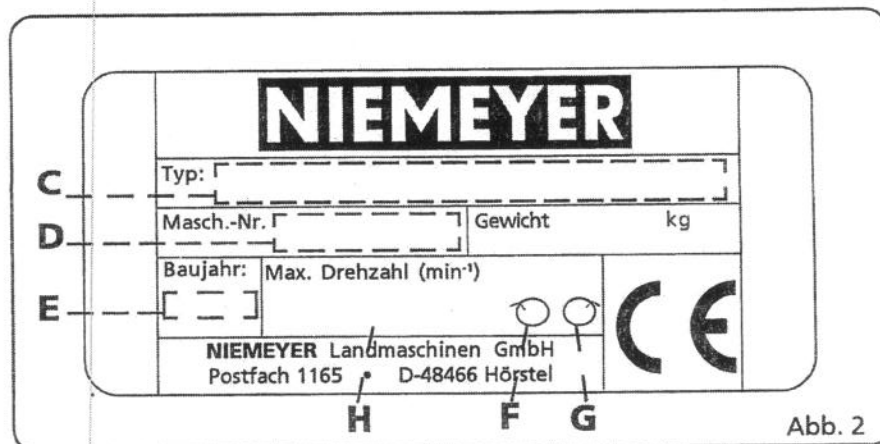 NIEMEYER
C Typ:
D Masch.-Nr. Gewicht kg
E Baujahr: Max. Drehzahl (min⁻¹)
CE
NIEMEYER Landmaschinen GmbH
Postfach 1165 • D-48466 Hörstel
H F G
Abb. 2